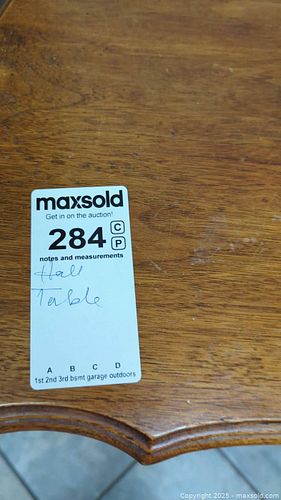 maxsold
Get in on the auction!
284 C
P
notes and measurements
Hall
Table
A B C D
1st 2nd 3rd bsmt garage outdoors
Copyright 2025 - maxsold.com